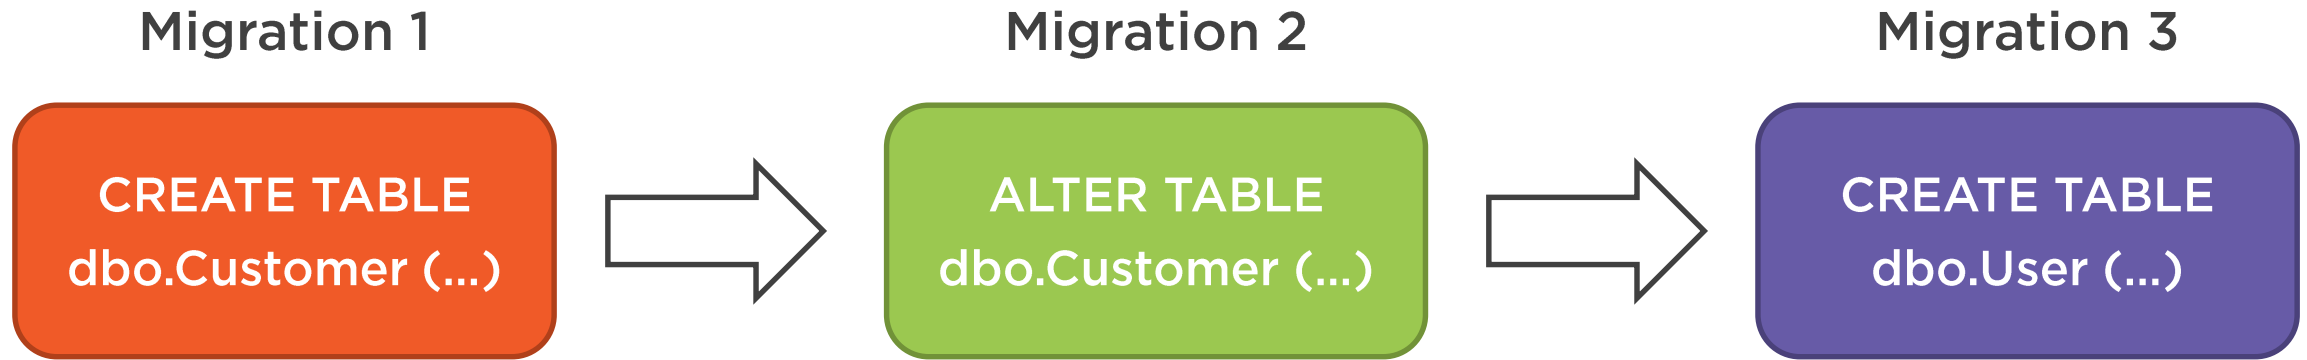 Migration 1
Migration 2
Migration 3
CREATE TABLE
dbo.Customer (...)
ALTER TABLE
dbo.Customer (...)
CREATE TABLE
dbo.User (...)